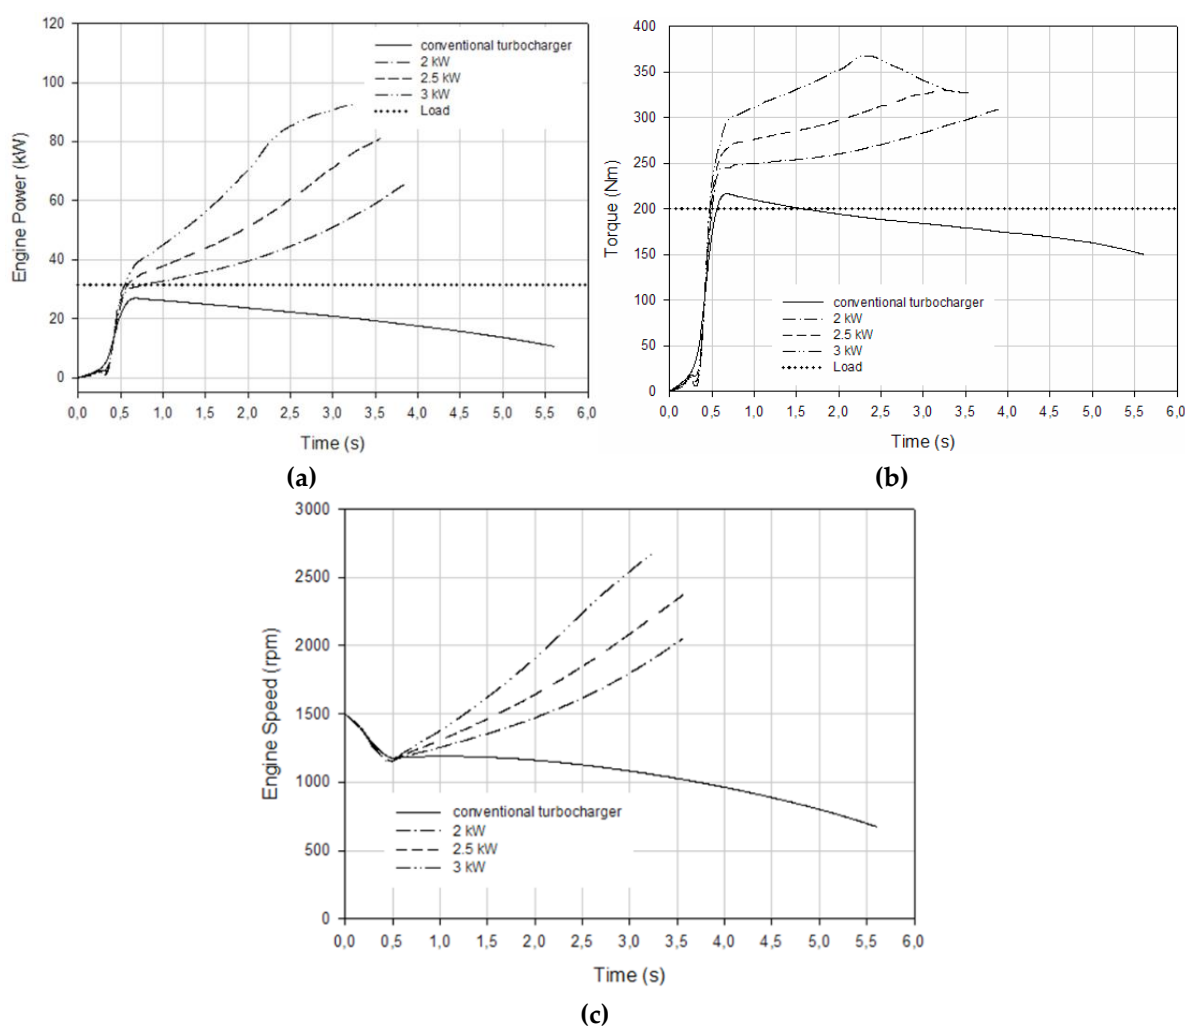 120
100
80
60
40
20
0
Engine Power (kW)
conventional turbocharger
2 kW
2.5 kW
3 kW
Load
0,0 0,5 1,0 1,5 2,0 2,5 3,0 3,5 4,0 4,5 5,0 5,5 6,0
Time (s)
(a)
400
350
300
250
200
150
100
50
0
Torque (Nm)
conventional turbocharger
2 kW
2.5 kW
3 kW
Load
0,0 0,5 1,0 1,5 2,0 2,5 3,0 3,5 4,0 4,5 5,0 5,5 6,0
Time (s)
(b)
3000
2500
2000
1500
1000
500
0
Engine Speed (rpm)
conventional turbocharger
2 kW
2.5 kW
3 kW
0,0 0,5 1,0 1,5 2,0 2,5 3,0 3,5 4,0 4,5 5,0 5,5 6,0
Time (s)
(c)